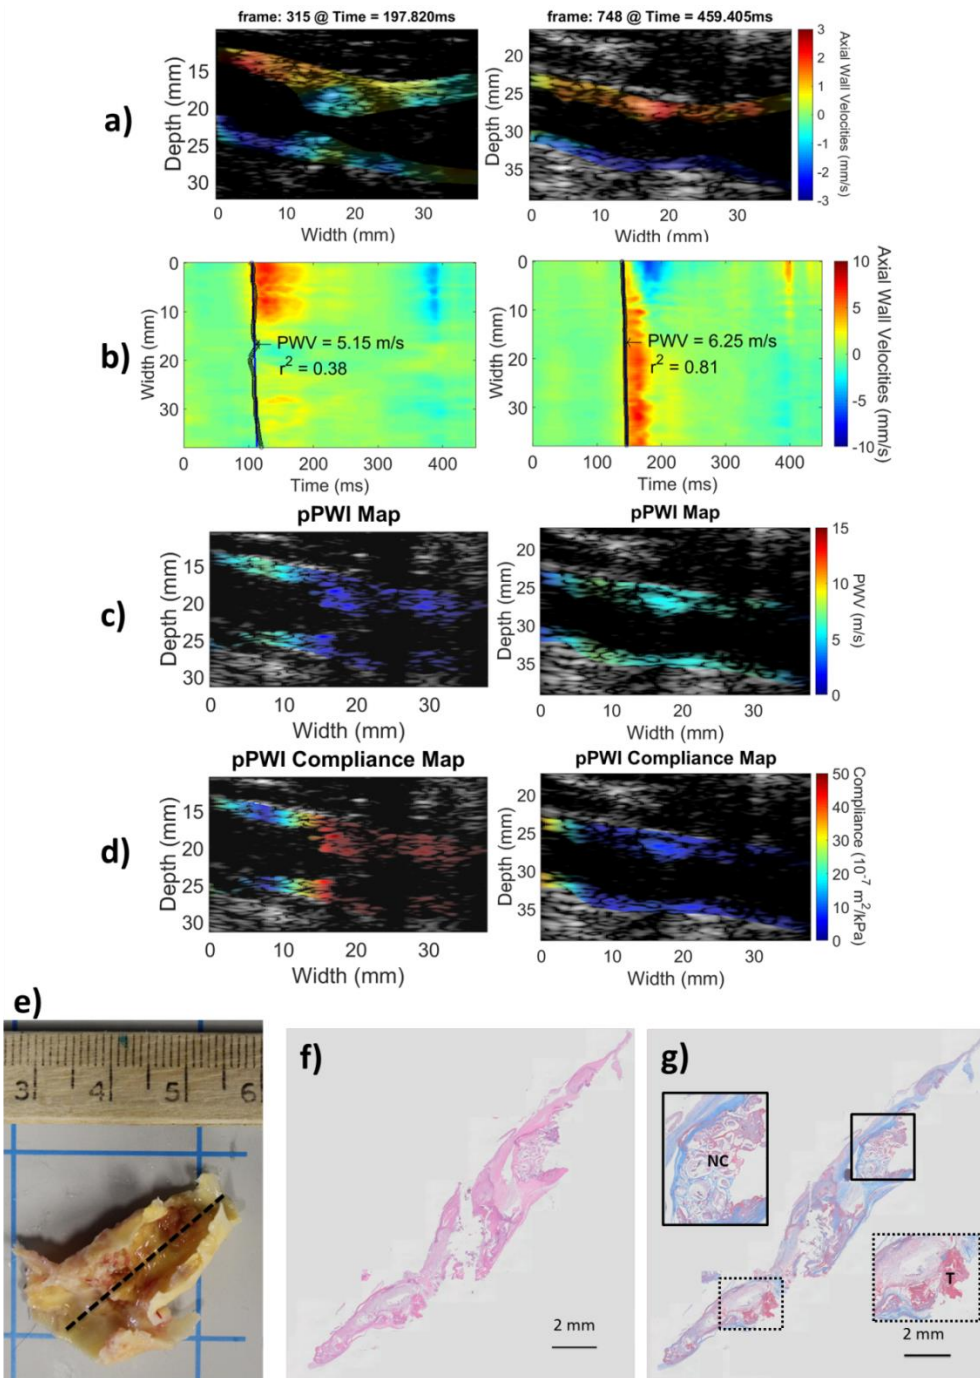 frame: 315 @ Time = 197.820ms
frame: 748 @ Time = 459.405ms
a)
Depth (mm)
15
20
25
30
0
10
20
30
Width (mm)
Depth (mm)
20
25
30
35
0
10
20
30
Width (mm)
3
2
1
0
-1
-2
-3
Axial Wall Velocities (mm/s)
b)
Width (mm)
0
10
20
30
PWV = 5.15 m/s
r² = 0.38
0
100
200
300
400
Time (ms)
Width (mm)
0
10
20
30
PWV = 6.25 m/s
r² = 0.81
0
100
200
300
400
Time (ms)
10
5
0
-5
-10
Axial Wall Velocities (mm/s)
c)
pPWI Map
Depth (mm)
15
20
25
30
0
10
20
30
Width (mm)
pPWI Map
Depth (mm)
20
25
30
35
0
10
20
30
Width (mm)
15
10
5
0
PWV (m/s)
d)
pPWI Compliance Map
Depth (mm)
15
20
25
30
0
10
20
30
Width (mm)
pPWI Compliance Map
Depth (mm)
20
25
30
35
0
10
20
30
Width (mm)
50
40
30
20
10
0
Compliance (10⁻⁷ m²/kPa)
e)
3
4
5
6
f)
2 mm
g)
NC
T
2 mm